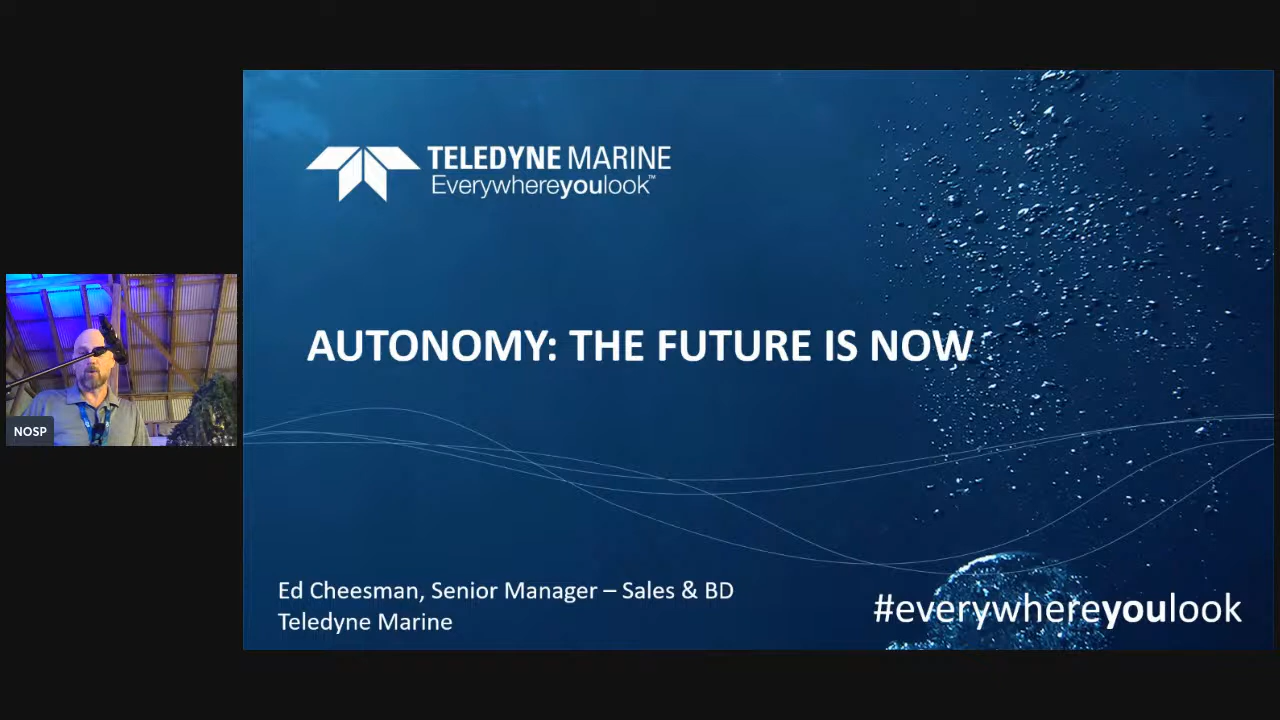 TELEDYNE MARINE
Everywhereyoulook™
AUTONOMY: THE FUTURE IS NOW
NOSP
Ed Cheesman, Senior Manager – Sales & BD
Teledyne Marine
#everywhereyoulook